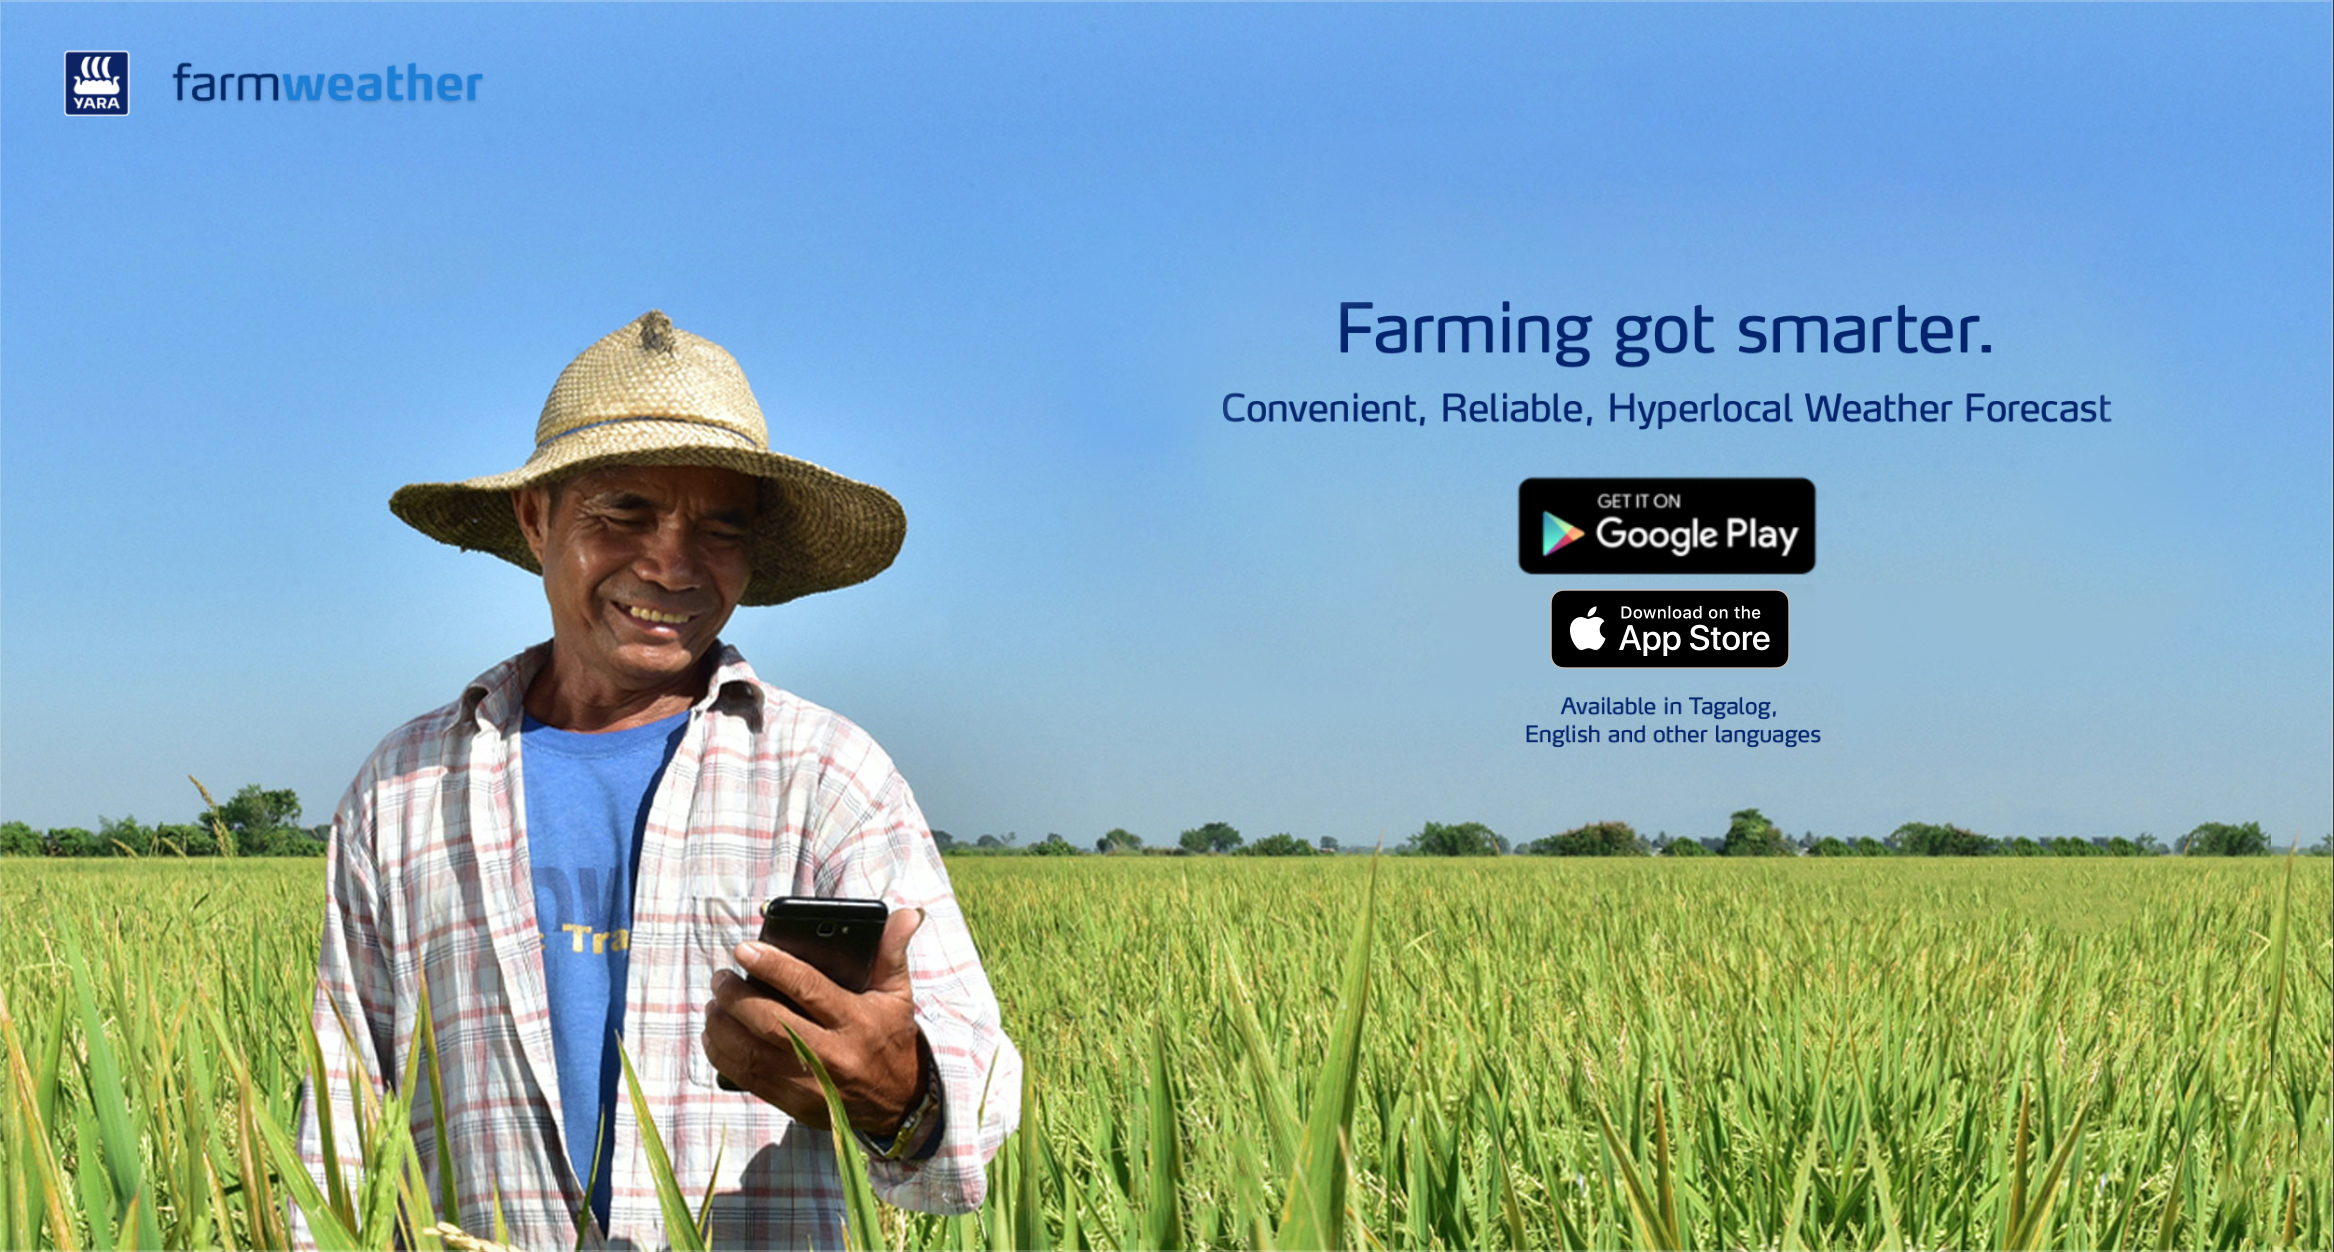 YARA
farmweather
Farming got smarter.
Convenient, Reliable, Hyperlocal Weather Forecast
GET IT ON
Google Play
Download on the
App Store
Available in Tagalog,
English and other languages